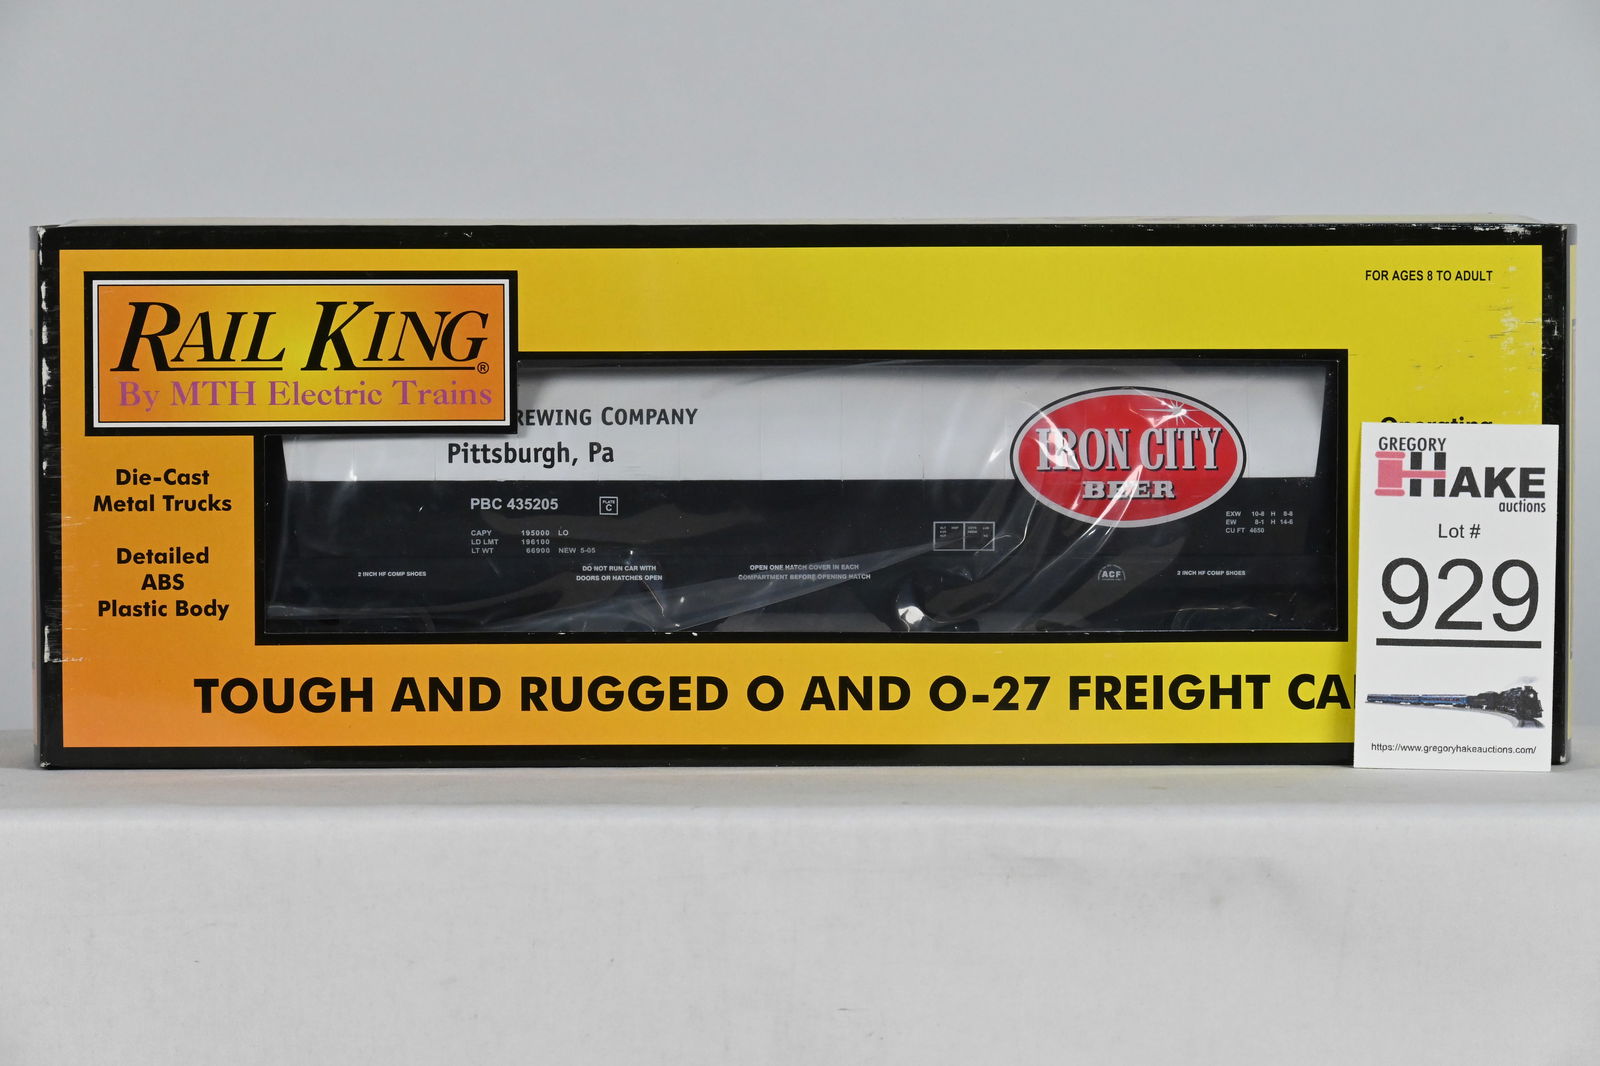 RAIL KING®
By MTH Electric Trains
FOR AGES 8 TO ADULT
Die-Cast
Metal Trucks
Detailed
ABS
Plastic Body
REWING COMPANY
Pittsburgh, Pa
PBC 435205
PLATE
C
CAPY 195000 LO
LD LMT 196100
LT WT 66900 NEW 5-05
2 INCH HF COMP SHOES
DO NOT RUN CAR WITH
DOORS OR HATCHES OPEN
OPEN ONE HATCH COVER IN EACH
COMPARTMENT BEFORE OPENING HATCH
IRON CITY
BEER
EXW 10-8 H 8-8
EW 8-1 H 14-6
CU FT 4650
ACF
2 INCH HF COMP SHOES
Operating
TOUGH AND RUGGED O AND O-27 FREIGHT CA
GREGORY
HAKE
auctions
Lot #
929
https://www.gregoryhakeauctions.com/